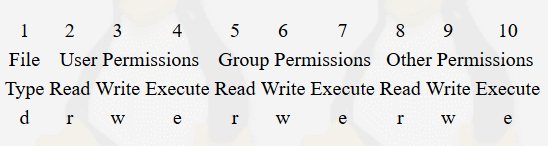 1 2 3 4 5 6 7 8 9 10
File User Permissions Group Permissions Other Permissions
Type Read Write Execute Read Write Execute Read Write Execute
d r w e r w e r w e